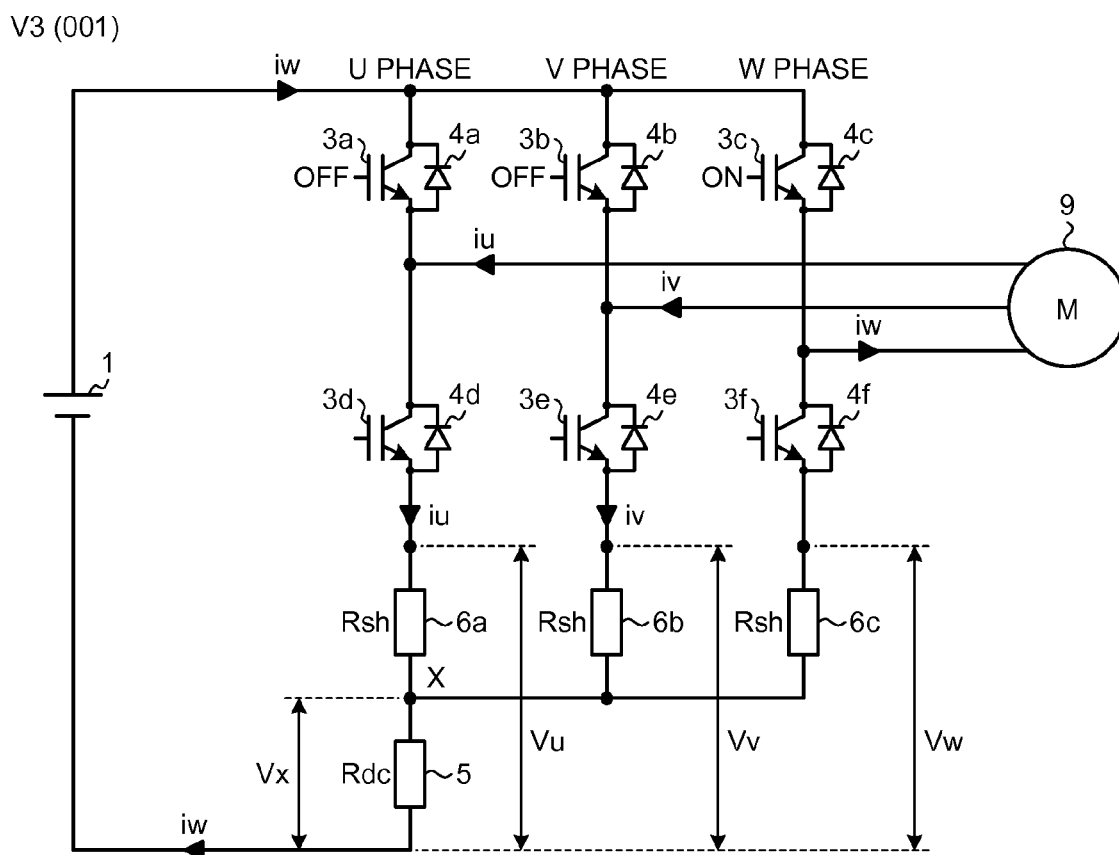 V3 (001)
iw U PHASE V PHASE W PHASE
3a 4a 3b 4b 3c 4c
OFF OFF ON
9
iu
iv
M
iw
1
3d 4d 3e 4e 3f 4f
iu iv
Rsh 6a Rsh 6b Rsh 6c
X
Vx Rdc 5 Vu Vv Vw
iw